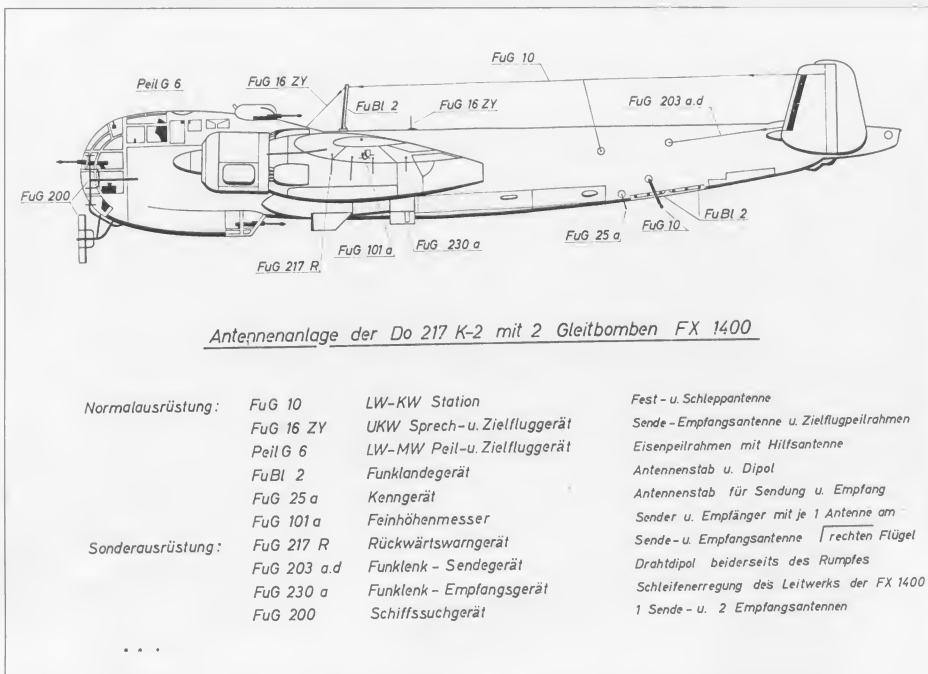 FuG 10
Peil G 6
FuG 16 ZY
FuBl 2
FuG 16 ZY
FuG 203 a.d
FuG 200
FuBl 2
FuG 10
FuG 25 a
FuG 230 a
FuG 101 a
FuG 217 R
Antennenanlage der Do 217 K-2 mit 2 Gleitbomben FX 1400
Normalausrüstung: FuG 10 LW-KW Station Fest- u. Schleppantenne
FuG 16 ZY UKW Sprech- u. Zielfluggerät Sende-Empfangsantenne u. Zielflugpeilrahmen
Peil G 6 LW-MW Peil- u. Zielfluggerät Eisenpeilrahmen mit Hilfsantenne
FuBl 2 Funklandegerät Antennenstab u. Dipol
FuG 25 a Kenngerät Antennenstab für Sendung u. Empfang
FuG 101 a Feinhöhenmesser Sender u. Empfänger mit je 1 Antenne am
Sonderausrüstung: FuG 217 R Rückwärtswarngerät Sende- u. Empfangsantenne rechten Flügel
FuG 203 a.d Funklenk-Sendegerät Drahtdipol beiderseits des Rumpfes
FuG 230 a Funklenk-Empfangsgerät Schleifenerregung des Leitwerks der FX 1400
FuG 200 Schiffssuchgerät 1 Sende- u. 2 Empfangsantennen
. . .